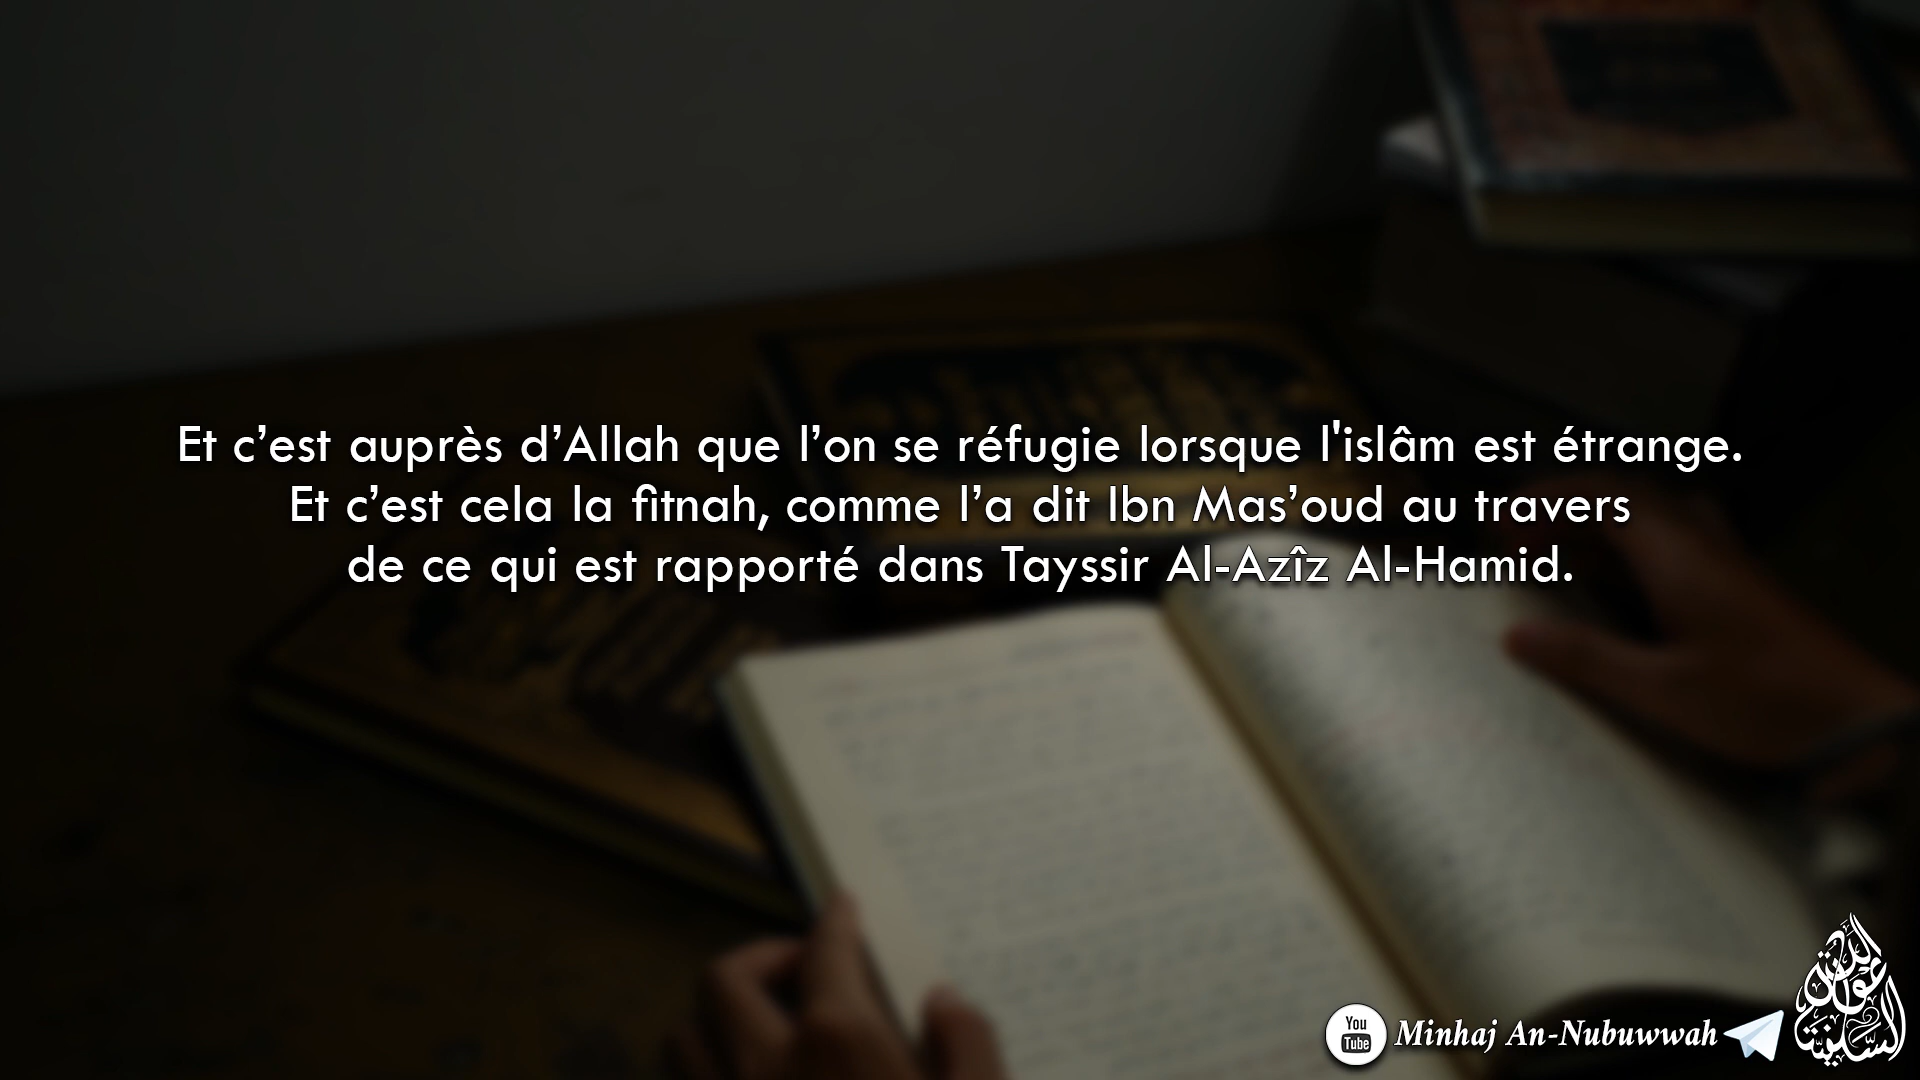 Et c’est auprès d’Allah que l’on se réfugie lorsque l'islâm est étrange.
Et c’est cela la fitnah, comme l’a dit Ibn Mas’oud au travers
de ce qui est rapporté dans Tayssir Al-Azîz Al-Hamid.
You
Tube
Minhaj An-Nubuwwah